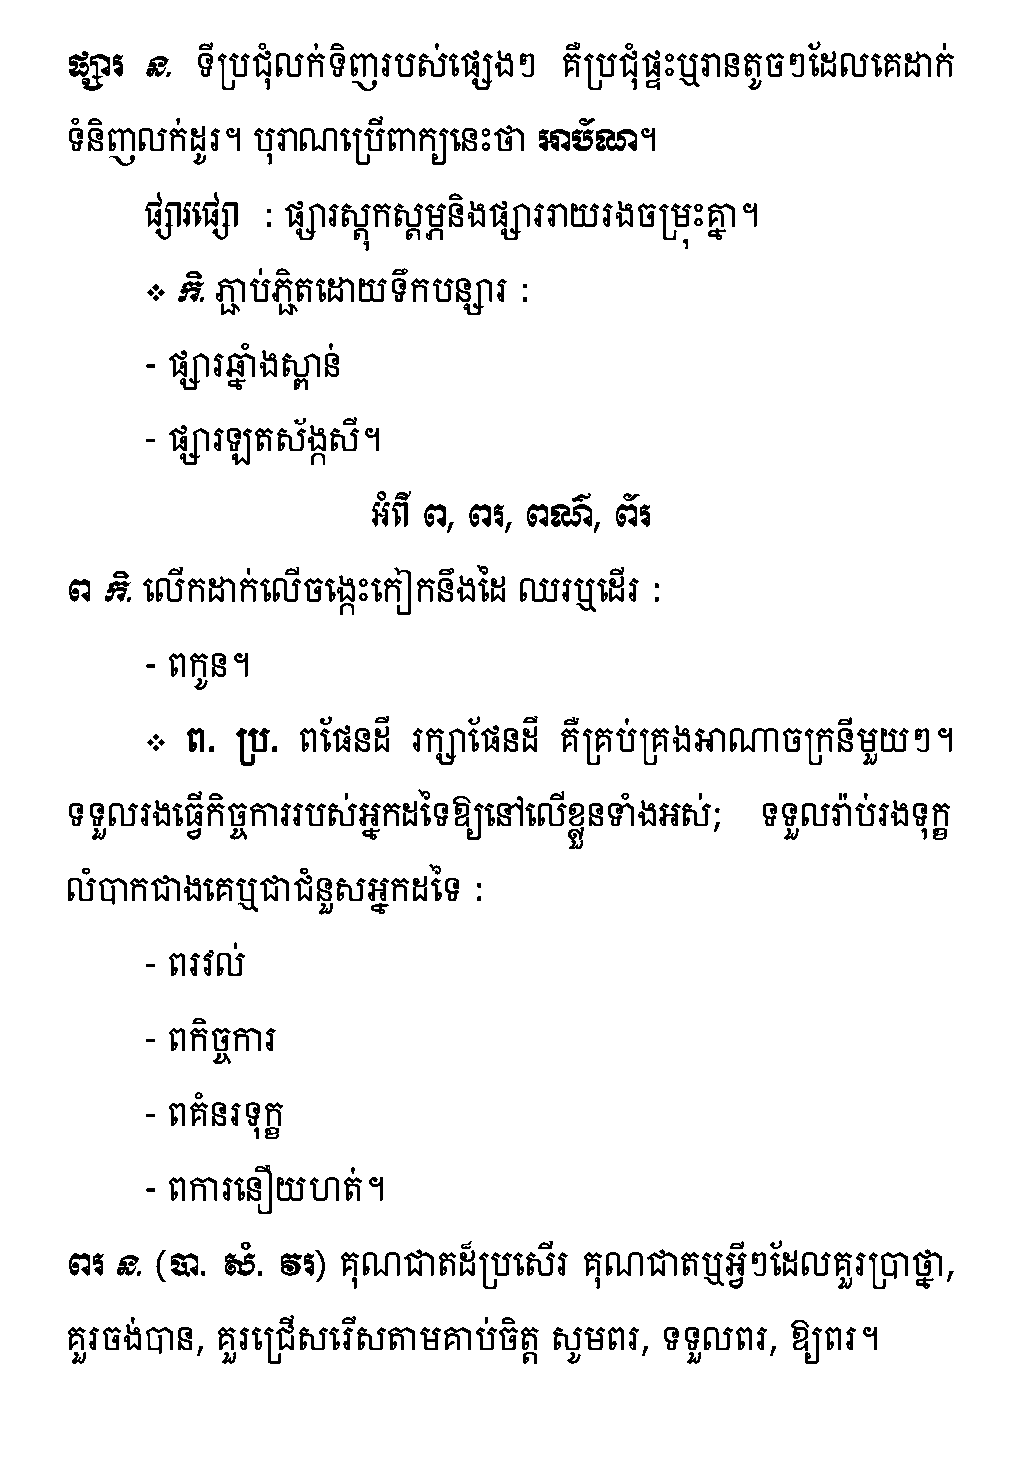 ផ្សារ ន. ទីប្រជុំលក់ទិញរបស់ផ្សេងៗ គឺប្រជុំផ្ទះឬរានតូចៗដែលគេដាក់
ទំនិញលក់ដូរ។ បុរាណប្រើពាក្យនេះថា អាប័ណ។
ផ្សារផ្សោ : ផ្សារស្តុកស្តម្ភនិងផ្សាររាយរងចម្រុះគ្នា។
❖ កិ. ភ្ជាប់ភ្ជិតដោយទឹកបន្សារ :
- ផ្សារឆ្នាំងស្ពាន់
- ផ្សារឡតស័ង្កសី។
អំពី ព, ពរ, ពណ៌, ព័រ
ព កិ. លើកដាក់លើចង្កេះកៀកនឹងដៃ ឈរឬដើរ :
- ពកូន។
❖ ព. ប្រ. ពផែនដី រក្សាផែនដី គឺគ្រប់គ្រងអាណាចក្រនីមួយៗ។
ទទួលរងធ្វើកិច្ចការរបស់អ្នកដទៃឱ្យនៅលើខ្លួនទាំងអស់; ទទួលរ៉ាប់រងទុក្ខ
លំបាកជាងគេឬជាជំនួសអ្នកដទៃ :
- ពរវល់
- ពកិច្ចការ
- ពគំនរទុក្ខ
- ពការនឿយហត់។
ពរ ន. (បា. សំ. វរ) គុណជាតដ៏ប្រសើរ គុណជាតឬអ្វីៗដែលគួរប្រាថ្នា,
គួរចង់បាន, គួរជ្រើសរើសតាមគាប់ចិត្ត សូមពរ, ទទួលពរ, ឱ្យពរ។